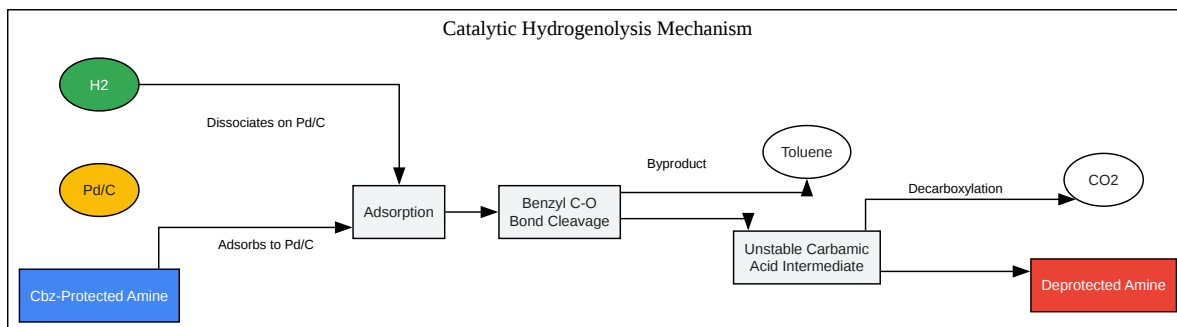 Catalytic Hydrogenolysis Mechanism
H2
Dissociates on Pd/C
Pd/C
Adsorbs to Pd/C
Cbz-Protected Amine
Adsorption
Benzyl C-O
Bond Cleavage
Byproduct
Toluene
Unstable Carbamic
Acid Intermediate
Decarboxylation
CO2
Deprotected Amine